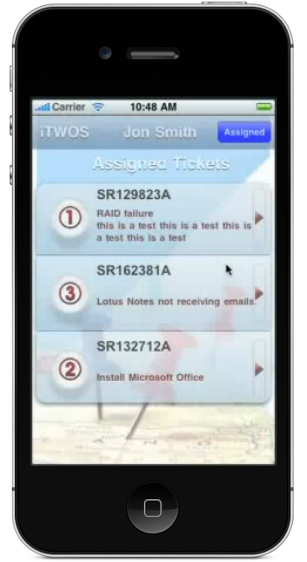 Carrier 10:48 AM
iTWOS Jon Smith Assigned
Assigned Tickets
SR129823A
1 RAID failure
this is a test this is a test this is
a test this is a test
SR162381A
3 Lotus Notes not receiving emails.
SR132712A
2 Install Microsoft Office